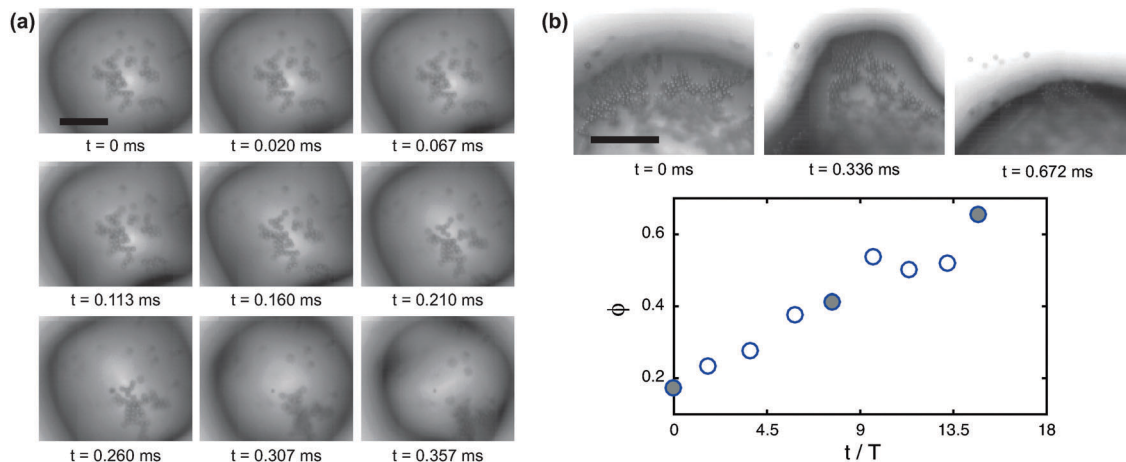 (a)
t = 0 ms
t = 0.020 ms
t = 0.067 ms
t = 0.113 ms
t = 0.160 ms
t = 0.210 ms
t = 0.260 ms
t = 0.307 ms
t = 0.357 ms
(b)
t = 0 ms
t = 0.336 ms
t = 0.672 ms
0.6
0.4
0.2
ϕ
0
4.5
9
13.5
18
t / T